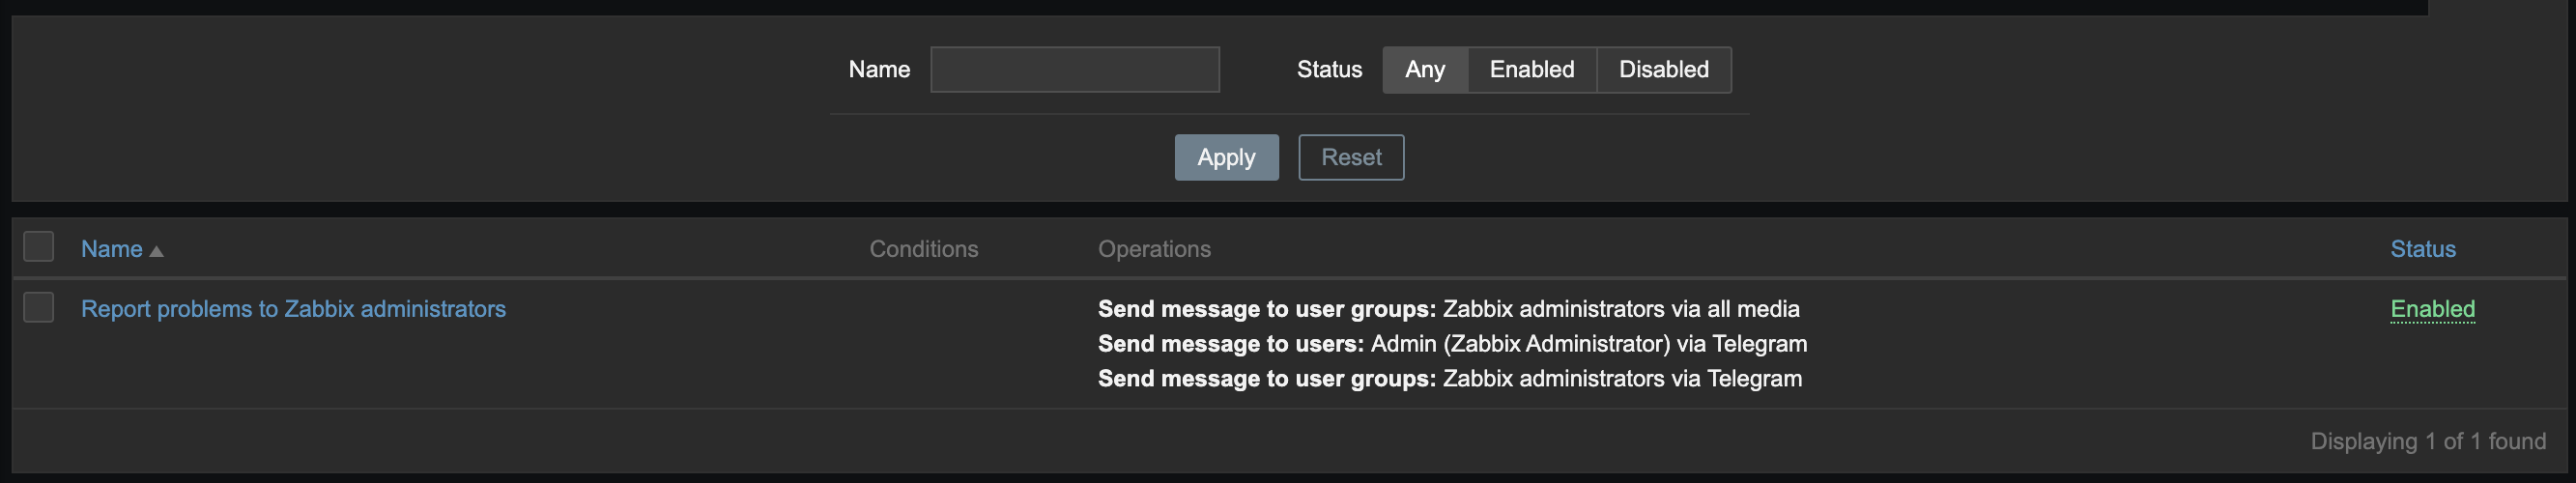 Name Status Any Enabled Disabled
Apply Reset
Name Conditions Operations Status
Report problems to Zabbix administrators Send message to user groups: Zabbix administrators via all media Enabled
Send message to users: Admin (Zabbix Administrator) via Telegram
Send message to user groups: Zabbix administrators via Telegram
Displaying 1 of 1 found